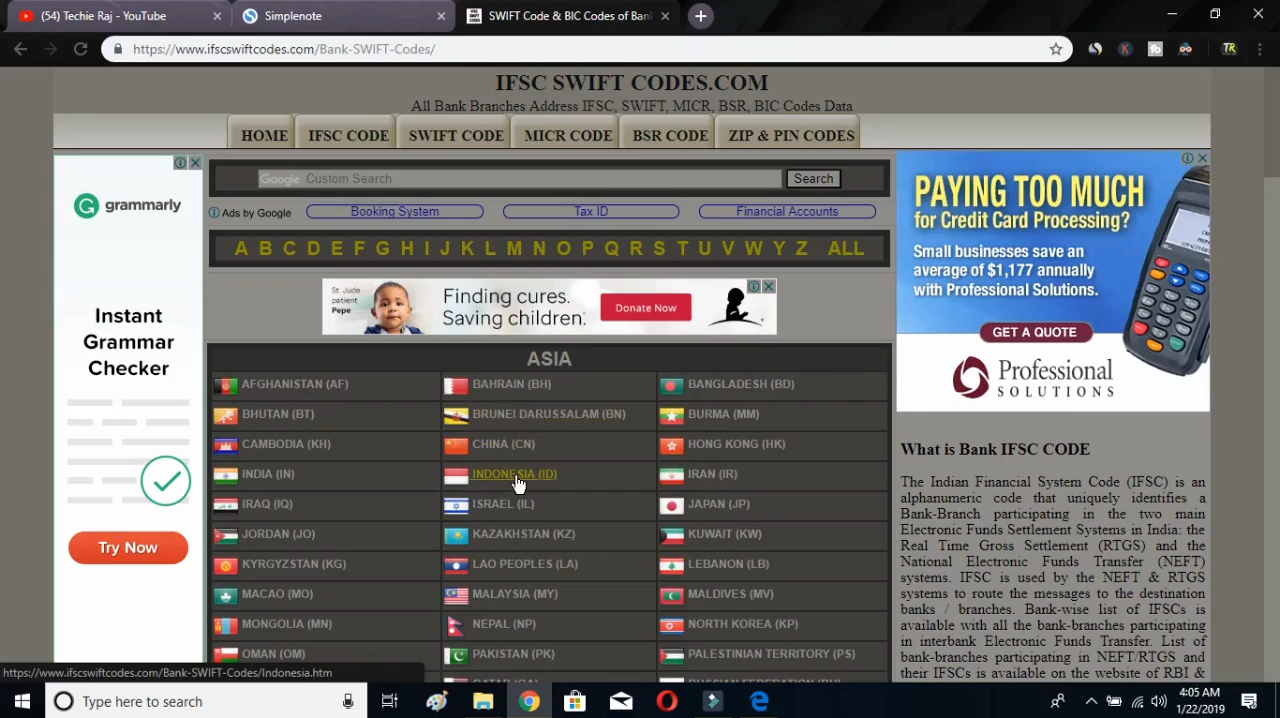 (54) Techie Raj - YouTube
Simplenote
SWIFT Code & BIC Codes of Ban
https://www.ifscswiftcodes.com/Bank-SWIFT-Codes/
IFSC SWIFT CODES.COM
All Bank Branches Address IFSC, SWIFT, MICR, BSR, BIC Codes Data
HOME IFSC CODE SWIFT CODE MICR CODE BSR CODE ZIP & PIN CODES
Google Custom Search Search
Ads by Google Booking System Tax ID Financial Accounts
A B C D E F G H I J K L M N O P Q R S T U V W Y Z ALL
St. Jude
patient
Pepe
Finding cures.
Saving children.
Donate Now
grammarly
Instant
Grammar
Checker
Try Now
ASIA
AFGHANISTAN (AF) BAHRAIN (BH) BANGLADESH (BD)
BHUTAN (BT) BRUNEI DARUSSALAM (BN) BURMA (MM)
CAMBODIA (KH) CHINA (CN) HONG KONG (HK)
INDIA (IN) INDONESIA (ID) IRAN (IR)
IRAQ (IQ) ISRAEL (IL) JAPAN (JP)
JORDAN (JO) KAZAKHSTAN (KZ) KUWAIT (KW)
KYRGYZSTAN (KG) LAO PEOPLES (LA) LEBANON (LB)
MACAO (MO) MALAYSIA (MY) MALDIVES (MV)
MONGOLIA (MN) NEPAL (NP) NORTH KOREA (KP)
OMAN (OM) PAKISTAN (PK) PALESTINIAN TERRITORY (PS)
PAYING TOO MUCH
for Credit Card Processing?
Small businesses save an
average of $1,177 annually
with Professional Solutions.
GET A QUOTE
Professional
SOLUTIONS
What is Bank IFSC CODE
The Indian Financial System Code (IFSC) is an
alphanumeric code that uniquely identifies a
Bank-Branch participating in the two main
Electronic Funds Settlement Systems in India: the
Real Time Gross Settlement (RTGS) and the
National Electronic Funds Transfer (NEFT)
systems. IFSC is used by the NEFT & RTGS
systems to route the messages to the destination
banks / branches. Bank-wise list of IFSCs is
available with all the bank-branches participating
in interbank Electronic Funds Transfer. List of
bank-branches participating in NEFT/RTGS and
their IFSCs is available on the website of RBI &
https://www.ifscswiftcodes.com/Bank-SWIFT-Codes/Indonesia.htm
Type here to search
4:05 AM
1/22/2019